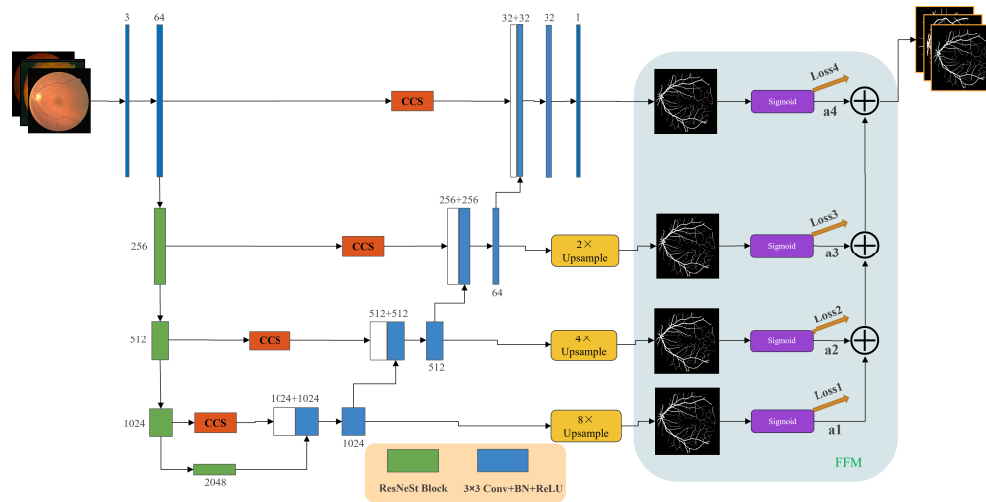 3
64
32+32
32
1
CCS
Sigmoid
Loss4
a4
256
CCS
256+256
64
2×
Upsample
Sigmoid
Loss3
a3
512
CCS
512+512
512
4×
Upsample
Sigmoid
Loss2
a2
1024
CCS
1024+1024
1024
8×
Upsample
Sigmoid
Loss1
a1
2048
FFM
ResNeSt Block
3×3 Conv+BN+ReLU